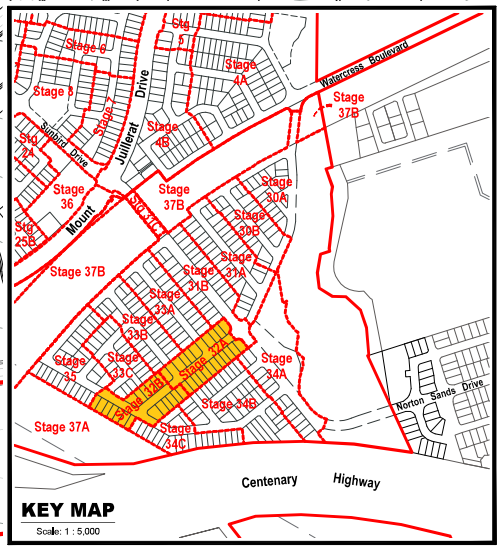 Stg
5
Stage 6
Stage
4A
Watercress Boulevard
Stage 8
Stage 7
Drive
Stage
37B
Stg
24
Sunbird Drive
Juillerat
Stage
4B
Stage
36
Mount
Stg 31C
Stage
37B
Stage
30A
Stg
25B
Stage
30B
Stage 37B
Stage
31A
Stage
31B
Stage
33A
Stage
33B
Stage 32A
Stage
35
Stage
33C
Stage 32B
Stage
34A
Stage 34B
Norton Sands Drive
Stage 37A
Stage
34C
Centenary Highway
KEY MAP
Scale: 1 : 5,000